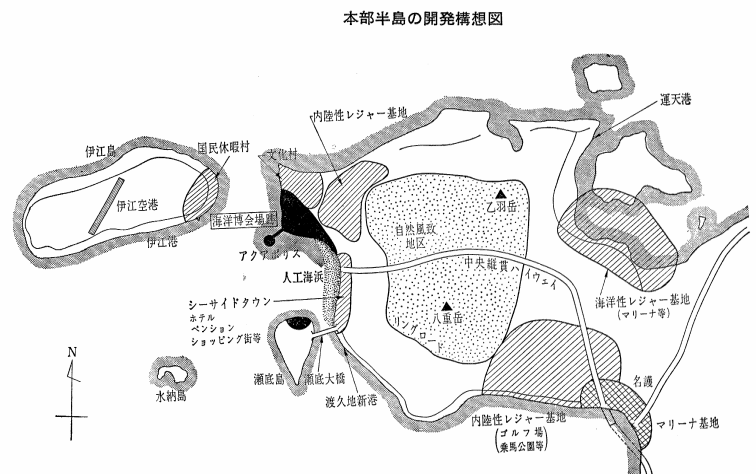 本部半島の開発構想図
運天港
内陸性レジャー基地
伊江島
国民休暇村
文化村
伊江空港
伊江港
海洋博会場跡
アクアポリス
人工海浜
自然風致
地区
乙羽岳
中央縦貫ハイウェイ
海洋性レジャー基地
(マリーナ等)
シーサイドタウン
ホテル
ペンション
ショッピング街等
八重岳
リングロード
N
水納島
瀬底島
瀬底大橋
渡久地新港
内陸性レジャー基地
(ゴルフ場
乗馬公園等)
名護
マリーナ基地